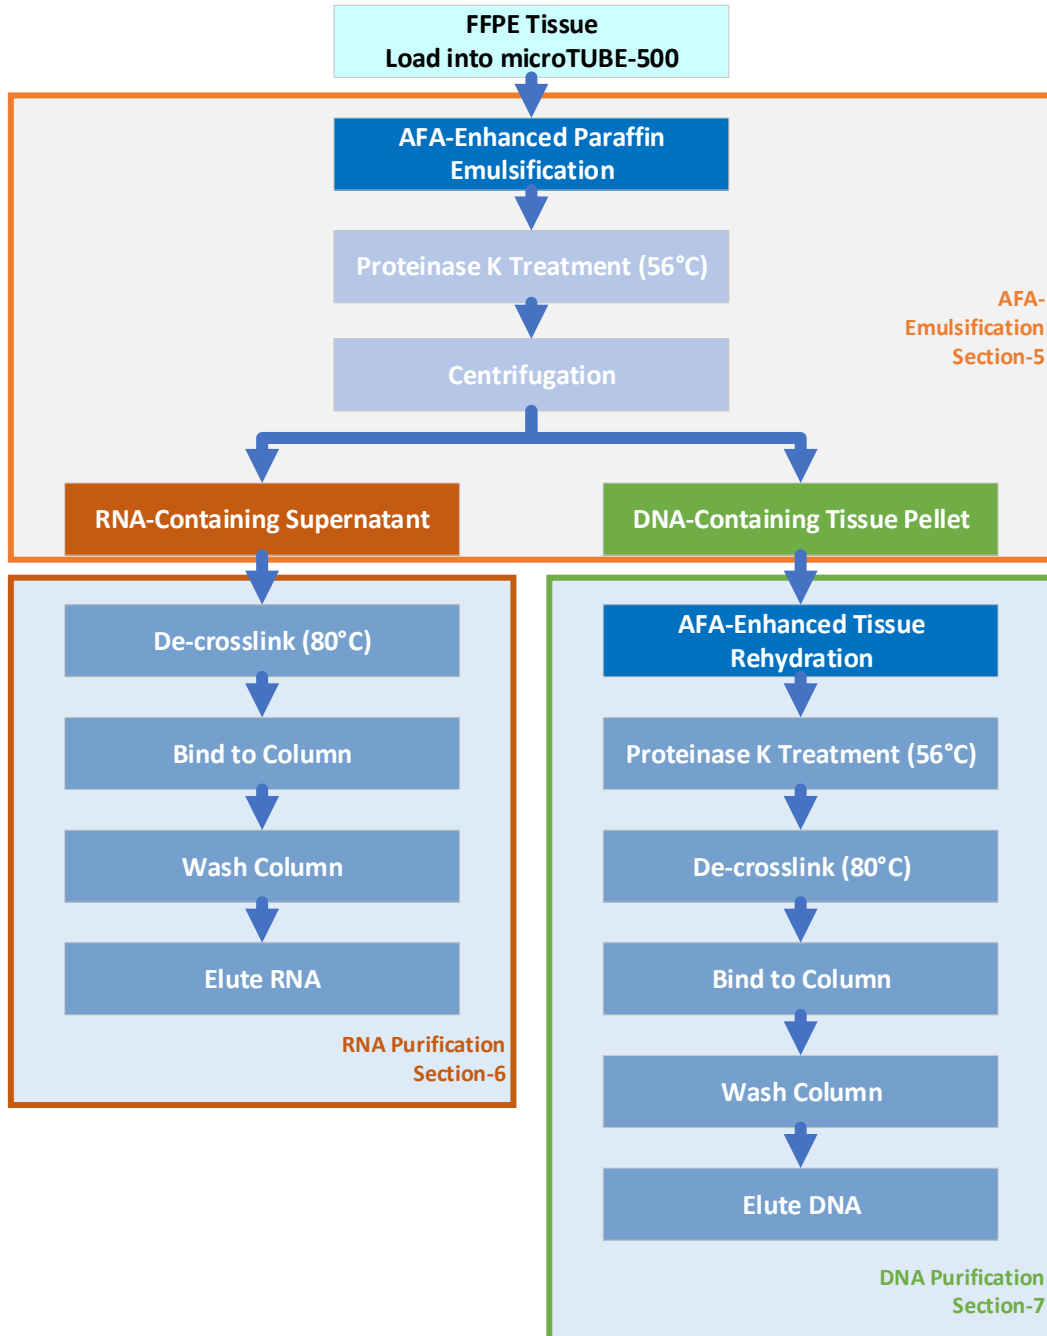 FFPE Tissue
Load into microTUBE-500
AFA-Enhanced Paraffin
Emulsification
Proteinase K Treatment (56°C)
Centrifugation
AFA-
Emulsification
Section-5
RNA-Containing Supernatant
DNA-Containing Tissue Pellet
De-crosslink (80°C)
Bind to Column
Wash Column
Elute RNA
RNA Purification
Section-6
AFA-Enhanced Tissue
Rehydration
Proteinase K Treatment (56°C)
De-crosslink (80°C)
Bind to Column
Wash Column
Elute DNA
DNA Purification
Section-7